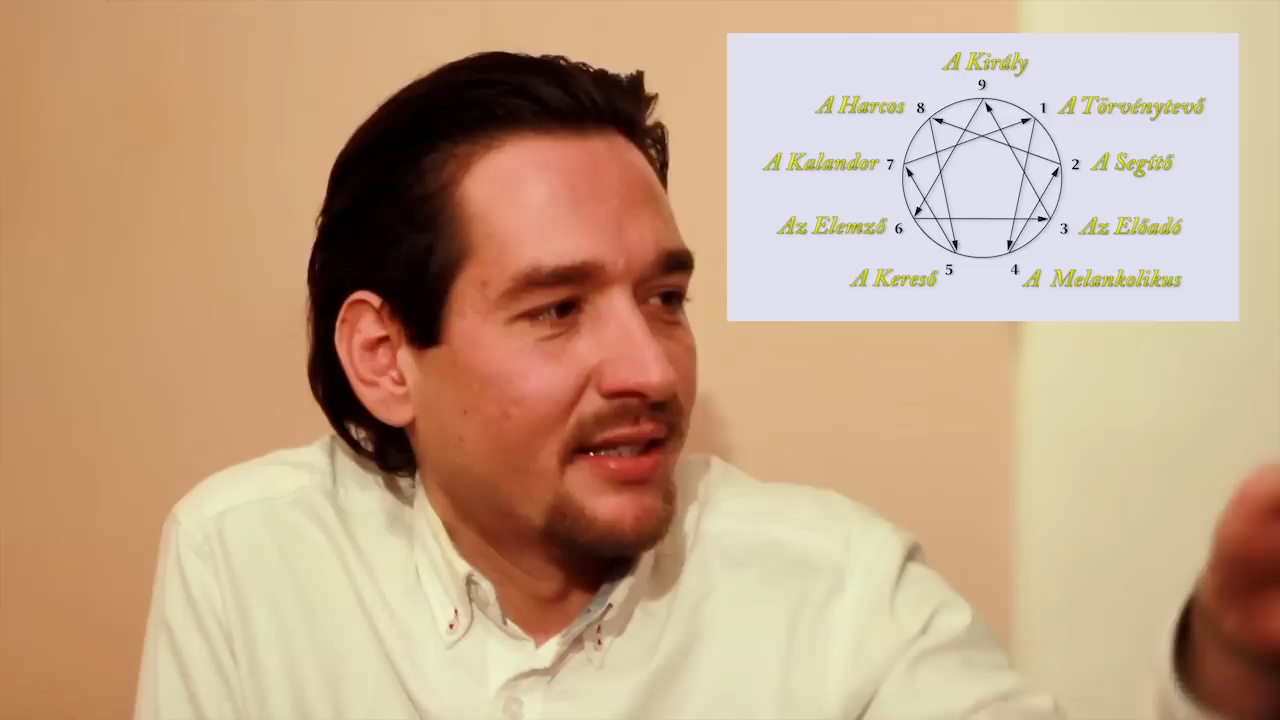 A Király
9
A Harcos 8
1 A Törvénytevő
A Kalandor 7
2 A Segítő
Az Elemző 6
3 Az Előadó
A Kereső 5
4 A Melankolikus